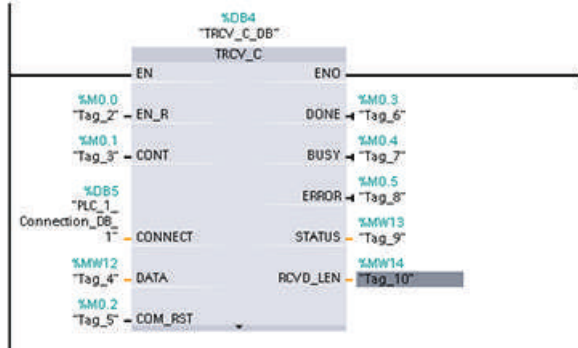 %DB4
"TRCV_C_DB"
TRCV_C
EN ENO
%M0.0 %M0.3
"Tag_2" EN_R DONE "Tag_6"
%M0.1 %M0.4
"Tag_3" CONT BUSY "Tag_7"
%M0.5
%DB5 ERROR "Tag_8"
"PLC_1_
Connection_DB_ %MW13
1" CONNECT STATUS "Tag_9"
%MW12 %MW14
"Tag_4" DATA RCVD_LEN "Tag_10"
%M0.2
"Tag_5" COM_RST